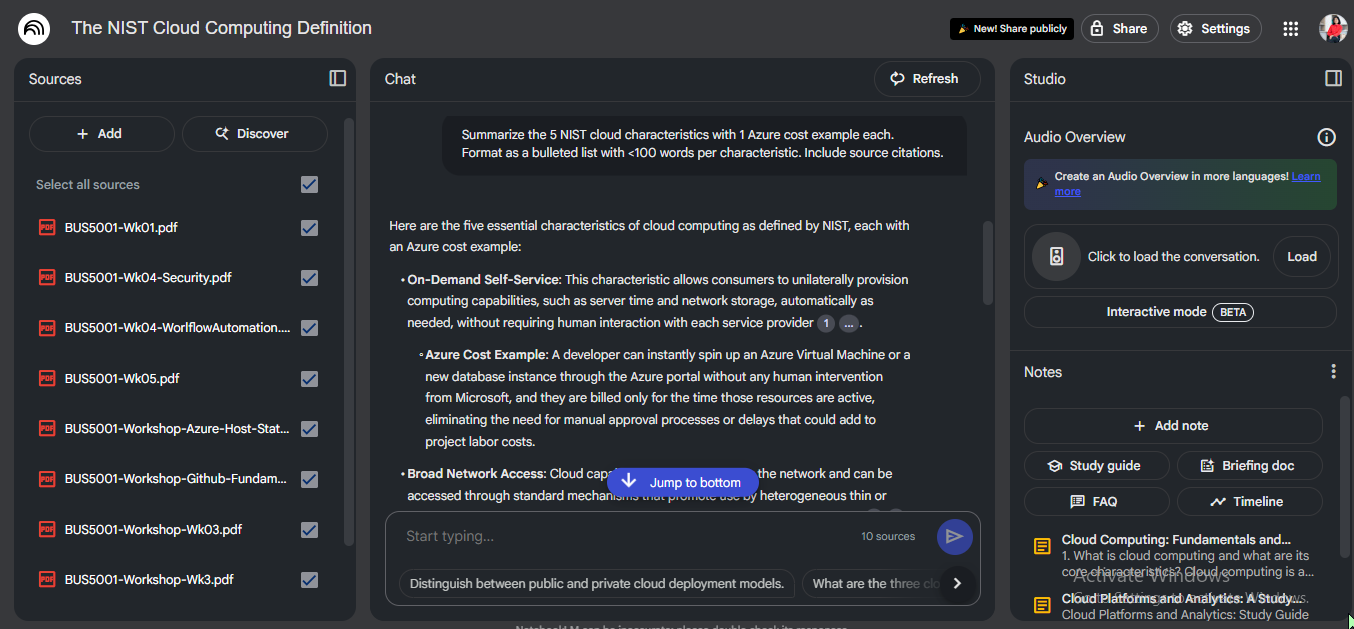 The NIST Cloud Computing Definition
New! Share publicly
Share
Settings
Sources
Add
Discover
Select all sources
BUS5001-Wk01.pdf
BUS5001-Wk04-Security.pdf
BUS5001-Wk04-WorlflowAutomation....
BUS5001-Wk05.pdf
BUS5001-Workshop-Azure-Host-Stat...
BUS5001-Workshop-Github-Fundam...
BUS5001-Workshop-Wk03.pdf
BUS5001-Workshop-Wk3.pdf
Chat
Refresh
Summarize the 5 NIST cloud characteristics with 1 Azure cost example each.
Format as a bulleted list with <100 words per characteristic. Include source citations.
Here are the five essential characteristics of cloud computing as defined by NIST, each with
an Azure cost example:
• On-Demand Self-Service: This characteristic allows consumers to unilaterally provision
computing capabilities, such as server time and network storage, automatically as
needed, without requiring human interaction with each service provider 1 ... .
◦ Azure Cost Example: A developer can instantly spin up an Azure Virtual Machine or a
new database instance through the Azure portal without any human intervention
from Microsoft, and they are billed only for the time those resources are active,
eliminating the need for manual approval processes or delays that could add to
project labor costs.
• Broad Network Access: Cloud the network and can be
accessed through standard mechanisms that promote use by heterogeneous thin or
Jump to bottom
Start typing...
10 sources
Distinguish between public and private cloud deployment models.
What are the three
NotebookLM can be inaccurate; please double check its responses.
Studio
Audio Overview
Create an Audio Overview in more languages! Learn
more
Click to load the conversation.
Load
Interactive mode BETA
Notes
Add note
Study guide
Briefing doc
FAQ
Timeline
Cloud Computing: Fundamentals and...
1. What is cloud computing and what are its
core characteristics? Cloud computing is a...
Activate Windows
Cloud Platforms and Analytics: A Study...
Go to Settings to activate Windows.
Cloud Platforms and Analytics: Study Guide
PDF
PDF
PDF
PDF
PDF
PDF
PDF
PDF